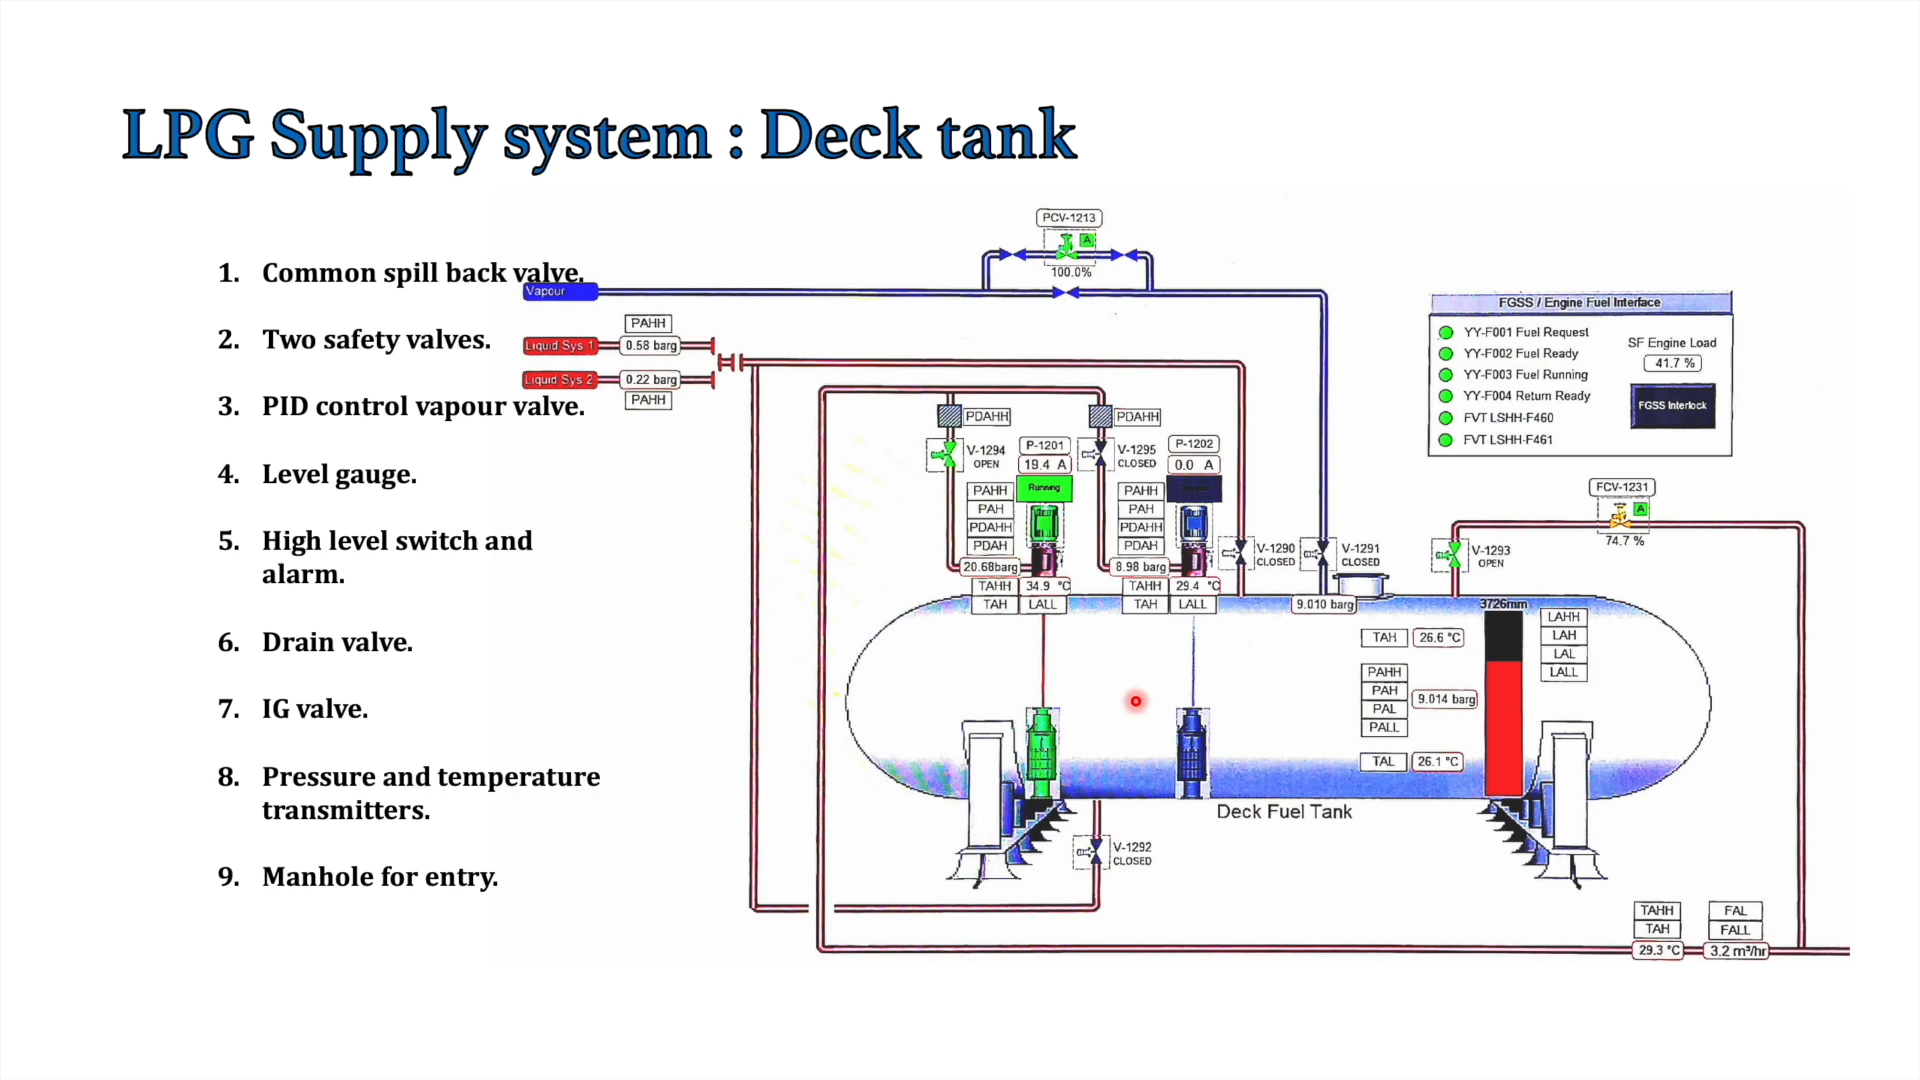 LPG Supply system : Deck tank
1. Common spill back valve.
2. Two safety valves.
3. PID control vapour valve.
4. Level gauge.
5. High level switch and
alarm.
6. Drain valve.
7. IG valve.
8. Pressure and temperature
transmitters.
9. Manhole for entry.
PCV-1213
A
100.0%
Vapour
PAHH
Liquid Sys 1
0.58 barg
Liquid Sys 2
0.22 barg
PAHH
FGSS / Engine Fuel Interface
YY-F001 Fuel Request
YY-F002 Fuel Ready
YY-F003 Fuel Running
YY-F004 Return Ready
FVT LSHH-F460
FVT LSHH-F461
SF Engine Load
41.7 %
FGSS Interlock
PDAHH
PDAHH
V-1294
OPEN
P-1201
19.4 A
Running
V-1295
CLOSED
P-1202
0.0 A
PAHH
PAH
PDAHH
PDAH
20.68barg
TAHH
34.9 °C
TAH
LALL
PAHH
PAH
PDAHH
PDAH
8.98 barg
TAHH
29.4 °C
TAH
LALL
V-1290
CLOSED
V-1291
CLOSED
9.010 barg
V-1293
OPEN
FCV-1231
A
74.7 %
3726mm
LAHH
LAH
LAL
LALL
TAH
26.6 °C
PAHH
PAH
PAL
PALL
9.014 barg
TAL
26.1 °C
Deck Fuel Tank
V-1292
CLOSED
TAHH
TAH
29.3 °C
FAL
FALL
3.2 m³/hr